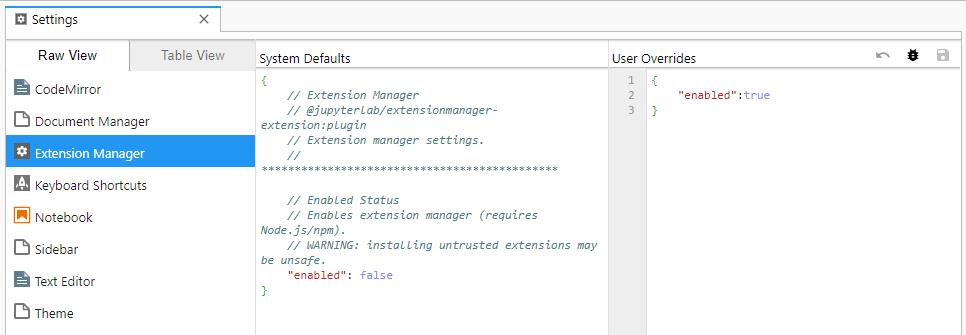 Settings ×
Raw View
Table View
CodeMirror
Document Manager
Extension Manager
Keyboard Shortcuts
Notebook
Sidebar
Text Editor
Theme
System Defaults
{
// Extension Manager
// @jupyterlab/extensionmanager-
extension:plugin
// Extension manager settings.
//
********************************************
// Enabled Status
// Enables extension manager (requires
Node.js/npm).
// WARNING: installing untrusted extensions may
be unsafe.
"enabled": false
}
User Overrides
1 {
2 "enabled":true
3 }